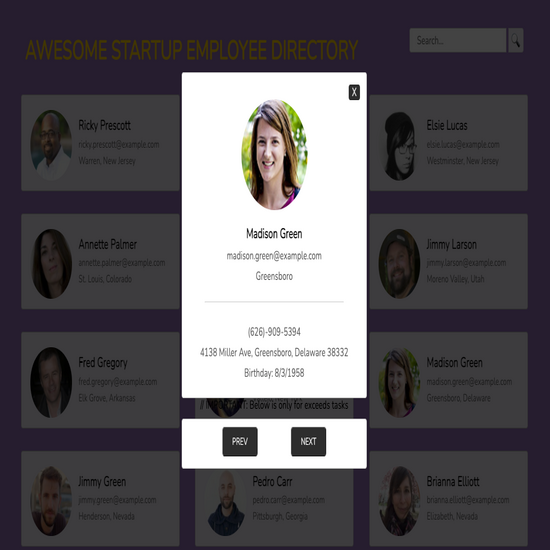 AWESOME STARTUP EMPLOYEE DIRECTORY
Search...
X
Ricky Prescott
ricky.prescott@example.com
Warren, New Jersey
Elsie Lucas
elsie.lucas@example.com
Westminster, New Jersey
Madison Green
madison.green@example.com
Greensboro
(626)-909-5394
4138 Miller Ave, Greensboro, Delaware 38332
Birthday: 8/3/1958
Annette Palmer
annette.palmer@example.com
St. Louis, Colorado
Jimmy Larson
jimmy.larson@example.com
Moreno Valley, Utah
Fred Gregory
fred.gregory@example.com
Elk Grove, Arkansas
Below is only for exceeds tasks
Madison Green
madison.green@example.com
Greensboro, Delaware
PREV
NEXT
Jimmy Green
jimmy.green@example.com
Henderson, Nevada
Pedro Carr
pedro.carr@example.com
Pittsburgh, Georgia
Brianna Elliott
brianna.elliott@example.com
Elizabeth, Nevada